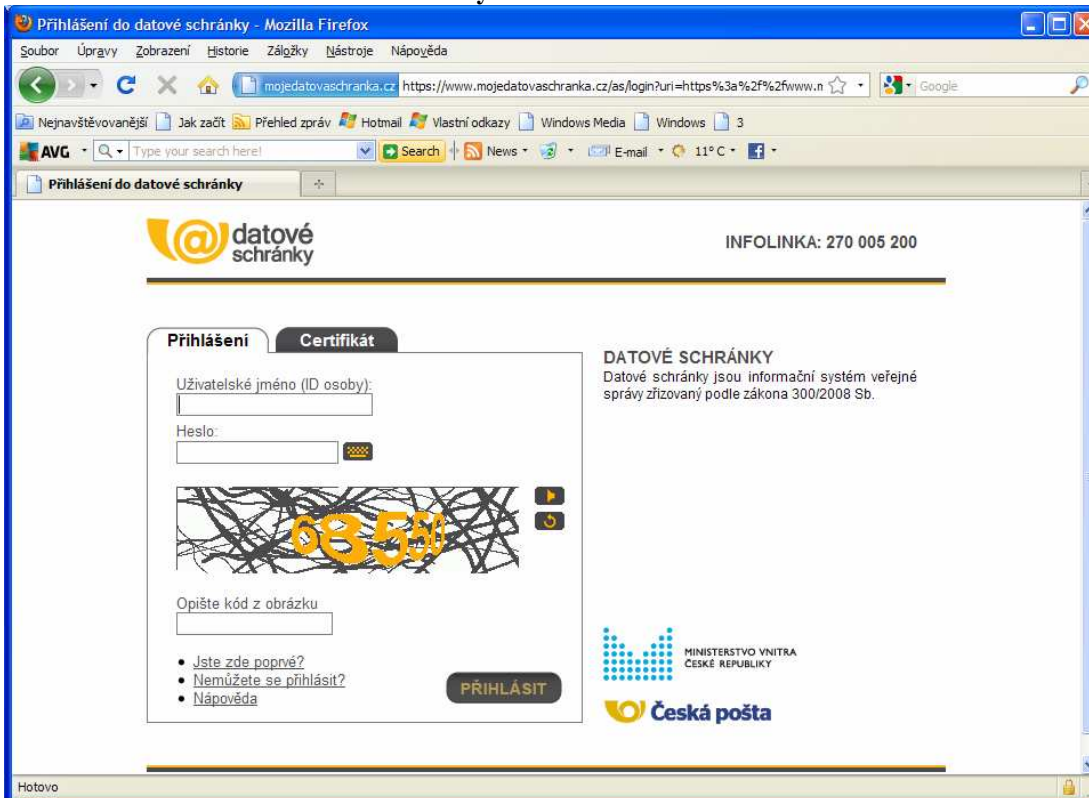 Přihlášení do datové schránky - Mozilla Firefox
Soubor Úpravy Zobrazení Historie Záložky Nástroje Nápověda
mojedatovaschranka.cz https://www.mojedatovaschranka.cz/as/login?uri=https%3a%2f%2fwww.n Google
Nejnavštěvovanější Jak začít Přehled zpráv Hotmail Vlastní odkazy Windows Media Windows 3
AVG Type your search here! Search News E-mail 11°C
Přihlášení do datové schránky
datové
schránky
INFOLINKA: 270 005 200
Přihlášení Certifikát
Uživatelské jméno (ID osoby):
Heslo:
68550
Opište kód z obrázku
Jste zde poprvé?
Nemůžete se přihlásit?
Nápověda
PŘIHLÁSIT
DATOVÉ SCHRÁNKY
Datové schránky jsou informační systém veřejné
správy zřizovaný podle zákona 300/2008 Sb.
MINISTERSTVO VNITRA
ČESKÉ REPUBLIKY
Česká pošta
Hotovo